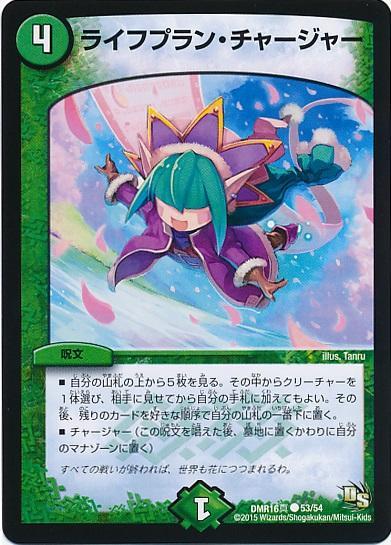 4
ライフプラン・チャージャー
illus. Tanru
呪文
■ 自分の山札の上から5枚を見る。その中からクリーチャーを
1体選び、相手に見せてから自分の手札に加えてもよい。その
後、残りのカードを好きな順序で自分の山札の一番下に置く。
■ チャージャー(この呪文を唱えた後、墓地に置くかわりに自分
のマナゾーンに置く)
すべての戦いが終われば、世界も花につつまれるわ。
1
DMR16真 ●53/54
©2015 Wizards/Shogakukan/Mitsui-Kids
DS